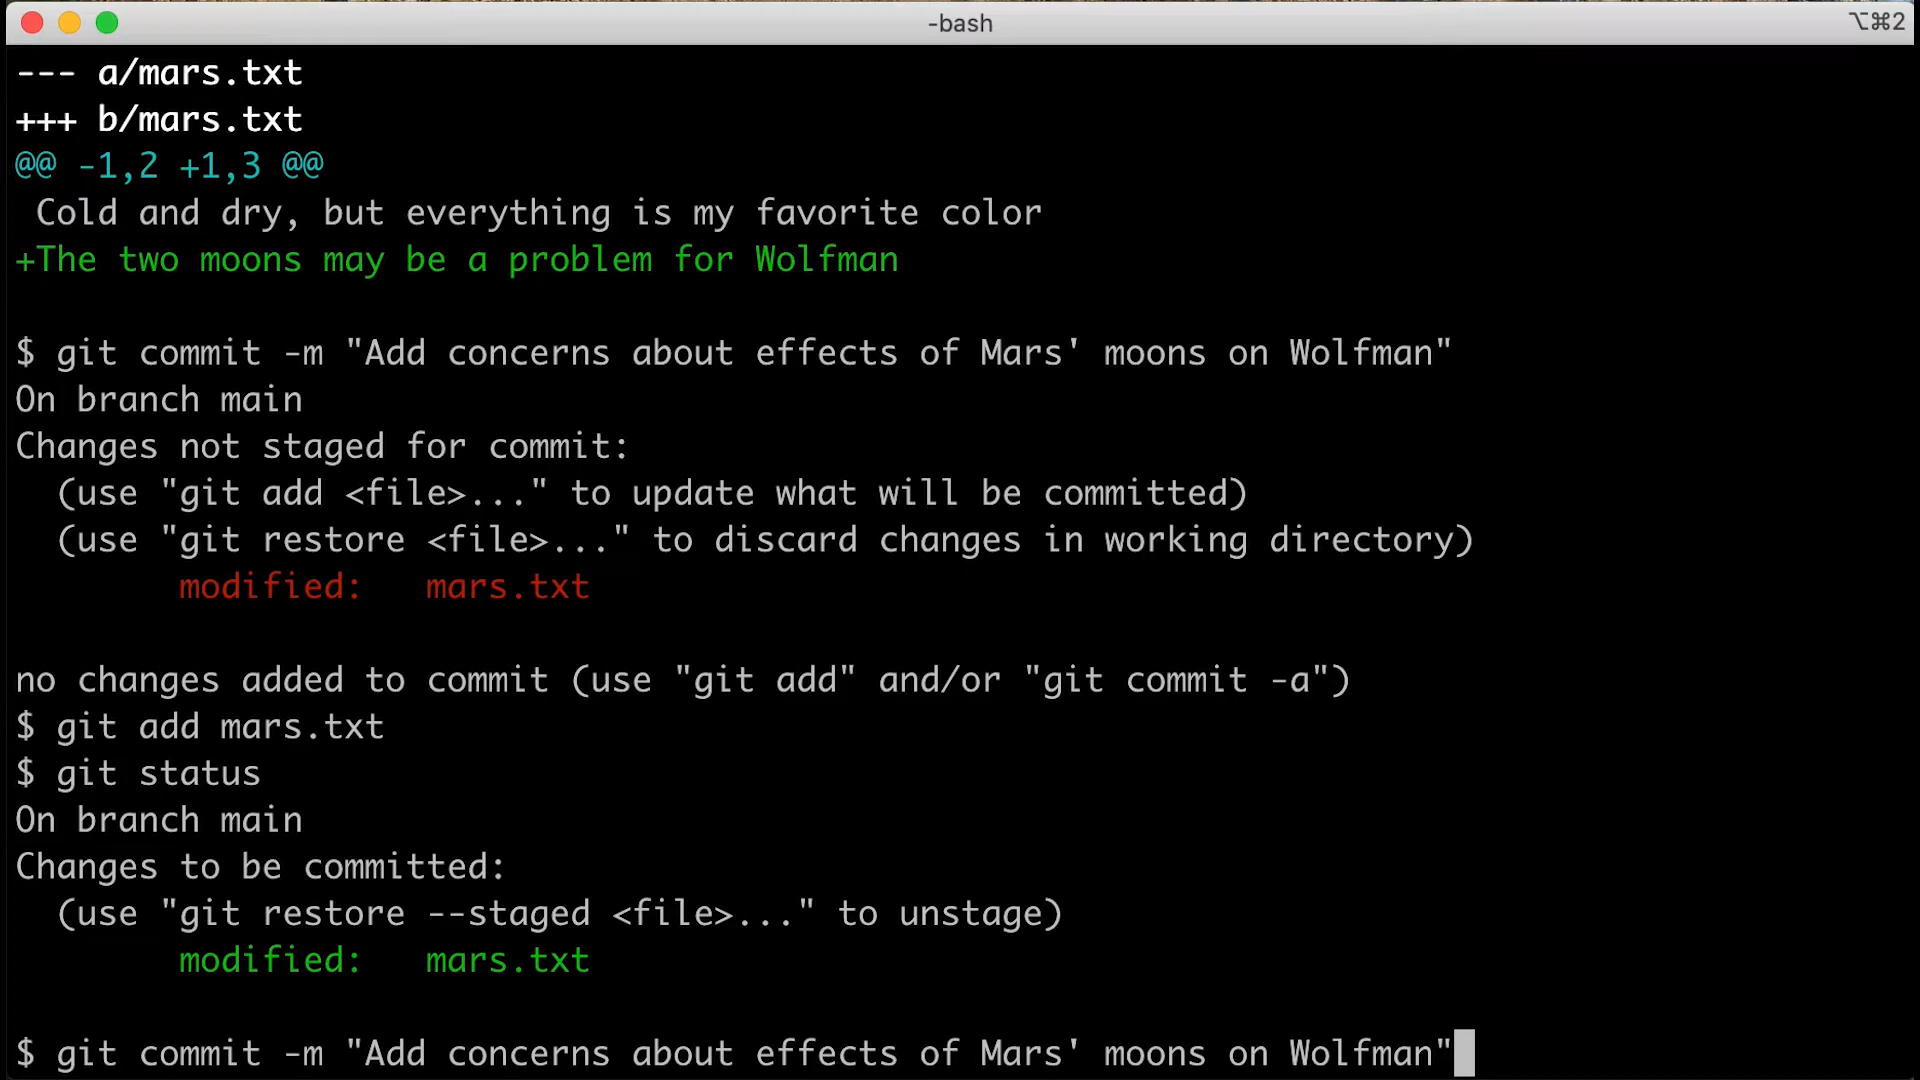 -bash
⌥⌘2
--- a/mars.txt
+++ b/mars.txt
@@ -1,2 +1,3 @@
 Cold and dry, but everything is my favorite color
+The two moons may be a problem for Wolfman

$ git commit -m "Add concerns about effects of Mars' moons on Wolfman"
On branch main
Changes not staged for commit:
  (use "git add <file>..." to update what will be committed)
  (use "git restore <file>..." to discard changes in working directory)
        modified:   mars.txt

no changes added to commit (use "git add" and/or "git commit -a")
$ git add mars.txt
$ git status
On branch main
Changes to be committed:
  (use "git restore --staged <file>..." to unstage)
        modified:   mars.txt

$ git commit -m "Add concerns about effects of Mars' moons on Wolfman"